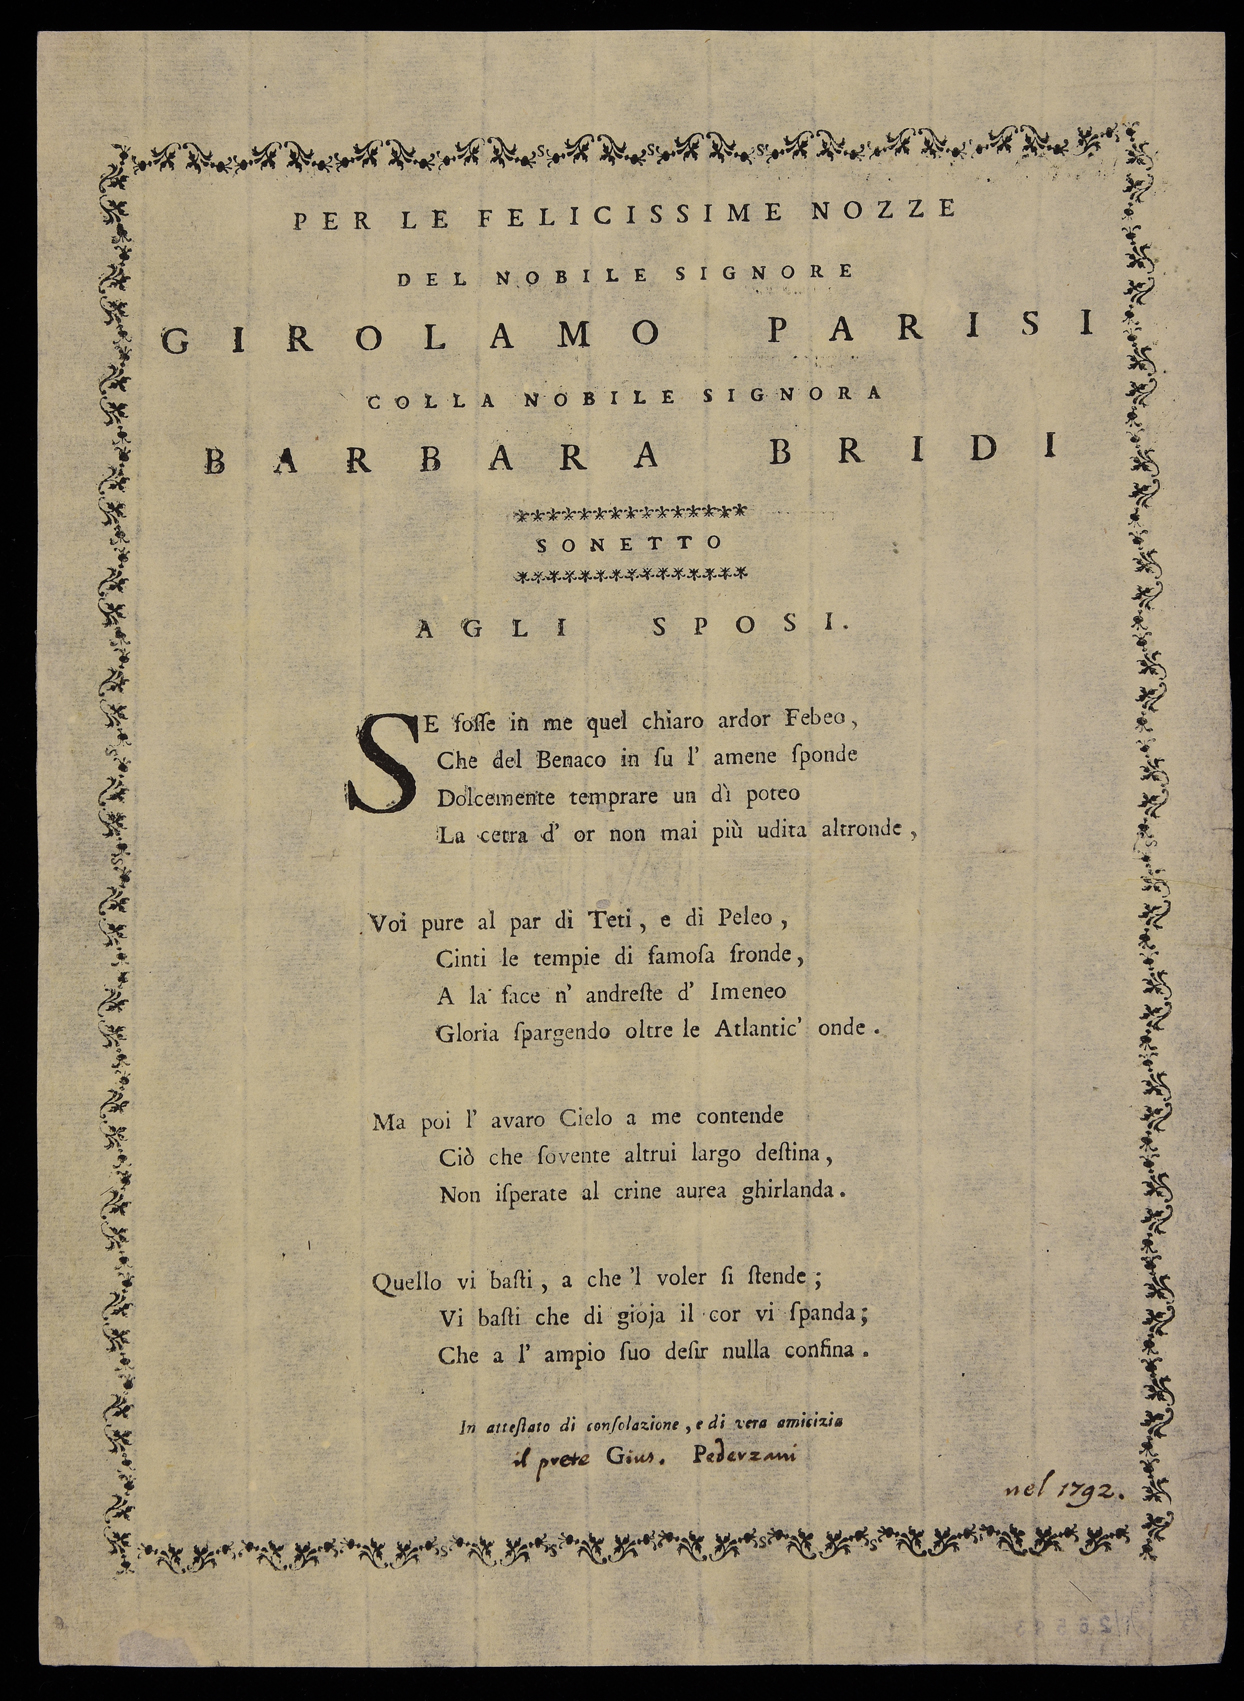 PER LE FELICISSIME NOZZE
DEL NOBILE SIGNORE
GIROLAMO PARISI
COLLA NOBILE SIGNORA
BARBARA BRIDI
SONETTO
AGLI SPOSI.
SE foſſe in me quel chiaro ardor Febeo,
Che del Benaco in ſu l' amene ſponde
Dolcemente temprare un dì poteo
La cetra d' or non mai più udita altronde,
Voi pure al par di Teti, e di Peleo,
Cinti le tempie di famoſa fronde,
A la face n' andreſte d' Imeneo
Gloria ſpargendo oltre le Atlantic' onde.
Ma poi l' avaro Cielo a me contende
Ciò che ſovente altrui largo deſtina,
Non iſperate al crine aurea ghirlanda.
Quello vi baſti, a che 'l voler ſi ſtende;
Vi baſti che di gioja il cor vi ſpanda;
Che a l' ampio ſuo deſir nulla confina.
In atteſtato di conſolazione, e di vera amicizia
il prete Gius. Pederzani
nel 1792.